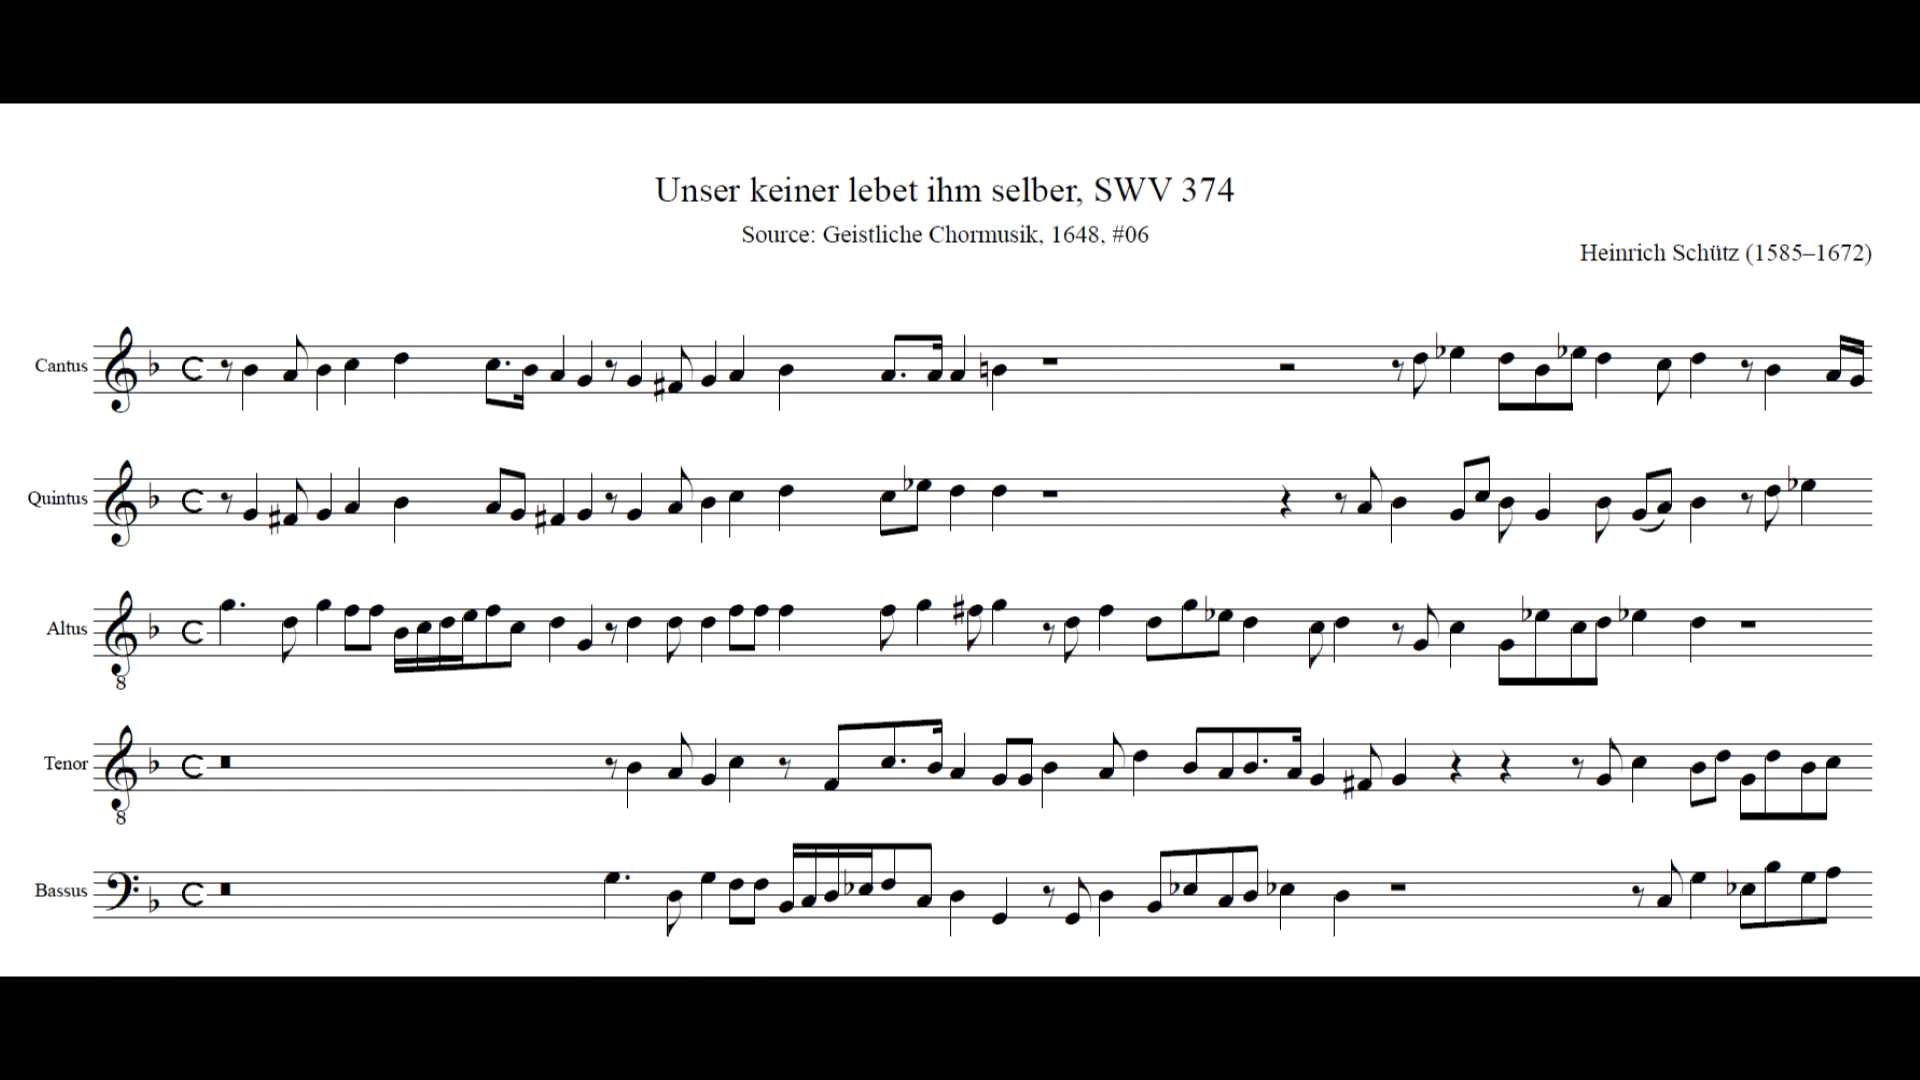 Unser keiner lebet ihm selber, SWV 374
Source: Geistliche Chormusik, 1648, #06
Heinrich Schütz (1585–1672)
Cantus
Quintus
Altus
8
Tenor
8
Bassus